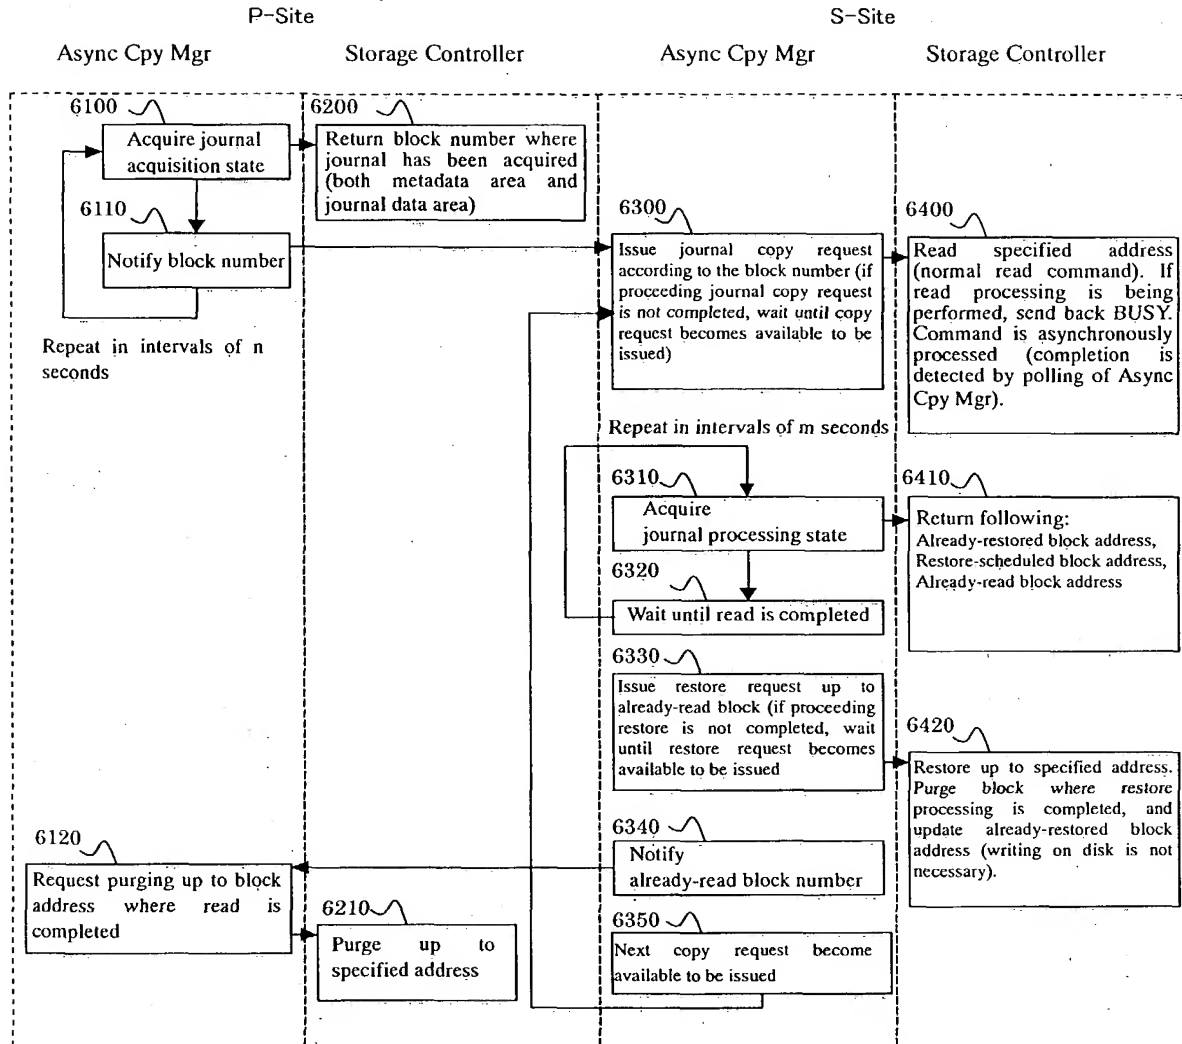 P-Site
S-Site
Async Cpy Mgr
Storage Controller
Async Cpy Mgr
Storage Controller
6100
Acquire journal
acquisition state
6200
Return block number where
journal has been acquired
(both metadata area and
journal data area)
6110
Notify block number
Repeat in intervals of n
seconds
6300
Issue journal copy request
according to the block number (if
proceeding journal copy request
is not completed, wait until copy
request becomes available to be
issued)
6400
Read specified address
(normal read command). If
read processing is being
performed, send back BUSY.
Command is asynchronously
processed (completion is
detected by polling of Async
Cpy Mgr).
Repeat in intervals of m seconds
6310
Acquire
journal processing state
6410
Return following:
Already-restored block address,
Restore-scheduled block address,
Already-read block address
6320
Wait until read is completed
6330
Issue restore request up to
already-read block (if proceeding
restore is not completed, wait
until restore request becomes
available to be issued
6420
Restore up to specified address.
Purge block where restore
processing is completed, and
update already-restored block
address (writing on disk is not
necessary).
6340
Notify
already-read block number
6120
Request purging up to block
address where read is
completed
6210
Purge up to
specified address
6350
Next copy request become
available to be issued